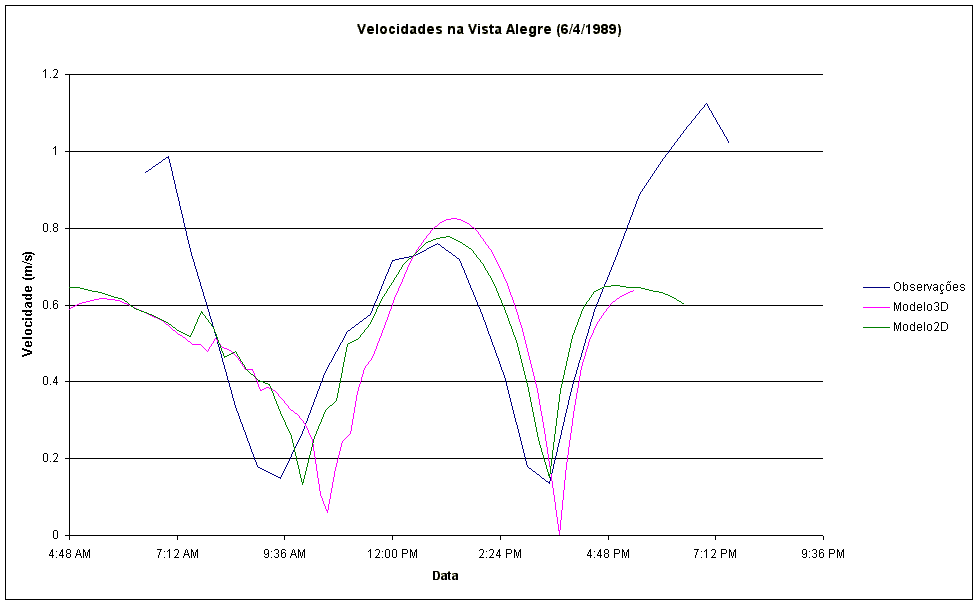 Velocidades na Vista Alegre (6/4/1989)
1.2
1
0.8
0.6
0.4
0.2
0
Velocidade (m/s)
4:48 AM 7:12 AM 9:36 AM 12:00 PM 2:24 PM 4:48 PM 7:12 PM 9:36 PM
Data
Observações
Modelo3D
Modelo2D